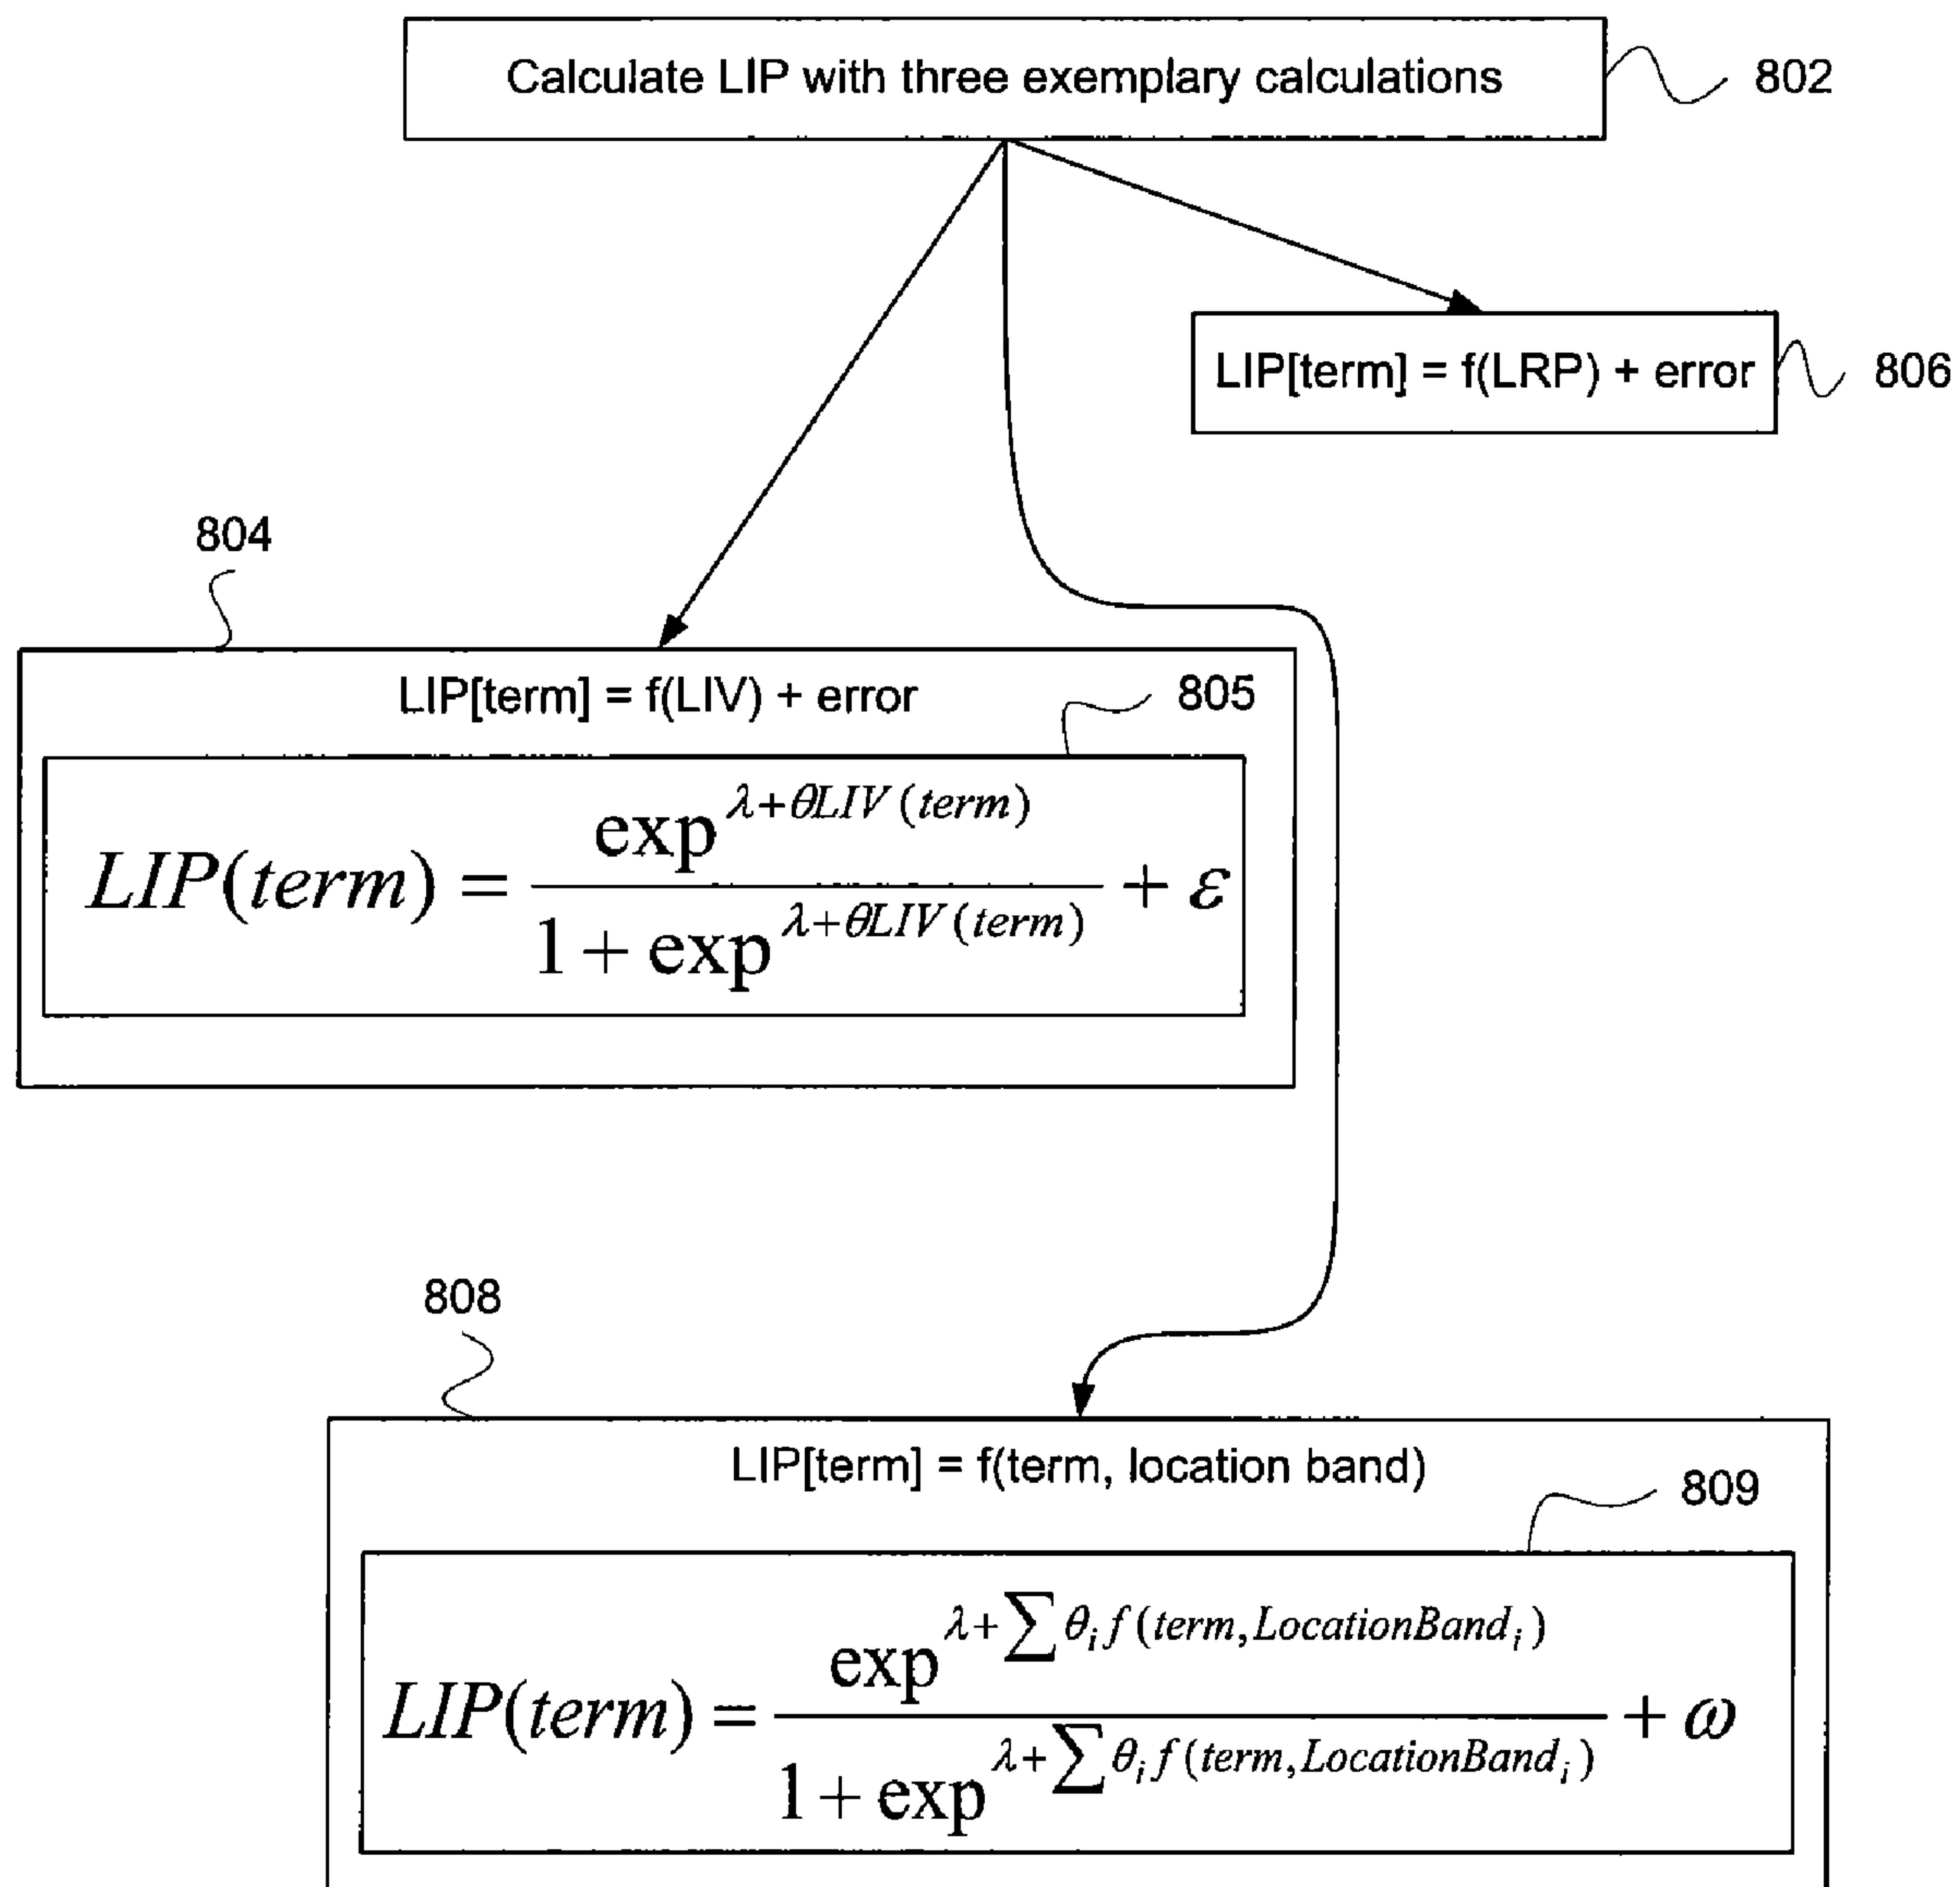 Calculate LIP with three exemplary calculations
802
LIP[term] = f(LRP) + error
806
804
LIP[term] = f(LIV) + error
805
LIP(term) = exp^{λ+θLIV(term)} / 1 + exp^{λ+θLIV(term)} + ε
808
LIP[term] = f(term, location band)
809
LIP(term) = exp^{λ+∑θ_i f(term,LocationBand_i)} / 1 + exp^{λ+∑θ_i f(term,LocationBand_i)} + ω